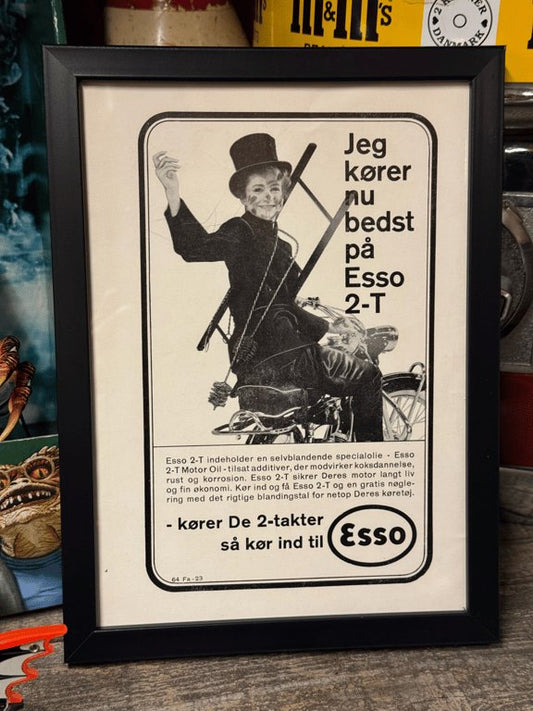 m&m's
DANMARK
Jeg
kører
nu
bedst
på
Esso
2-T
Esso 2-T indeholder en selvblandende specialolie - Esso
2-T Motor Oil - tilsat additiver, der modvirker koksdannelse,
rust og korrosion. Esso 2-T sikrer Deres motor langt liv
og fin økonomi. Kør ind og få Esso 2-T og en gratis nøgle-
ring med det rigtige blandingstal for netop Deres køretøj.
- kører De 2-takter
så kør ind til
Esso
64 Fa - 23